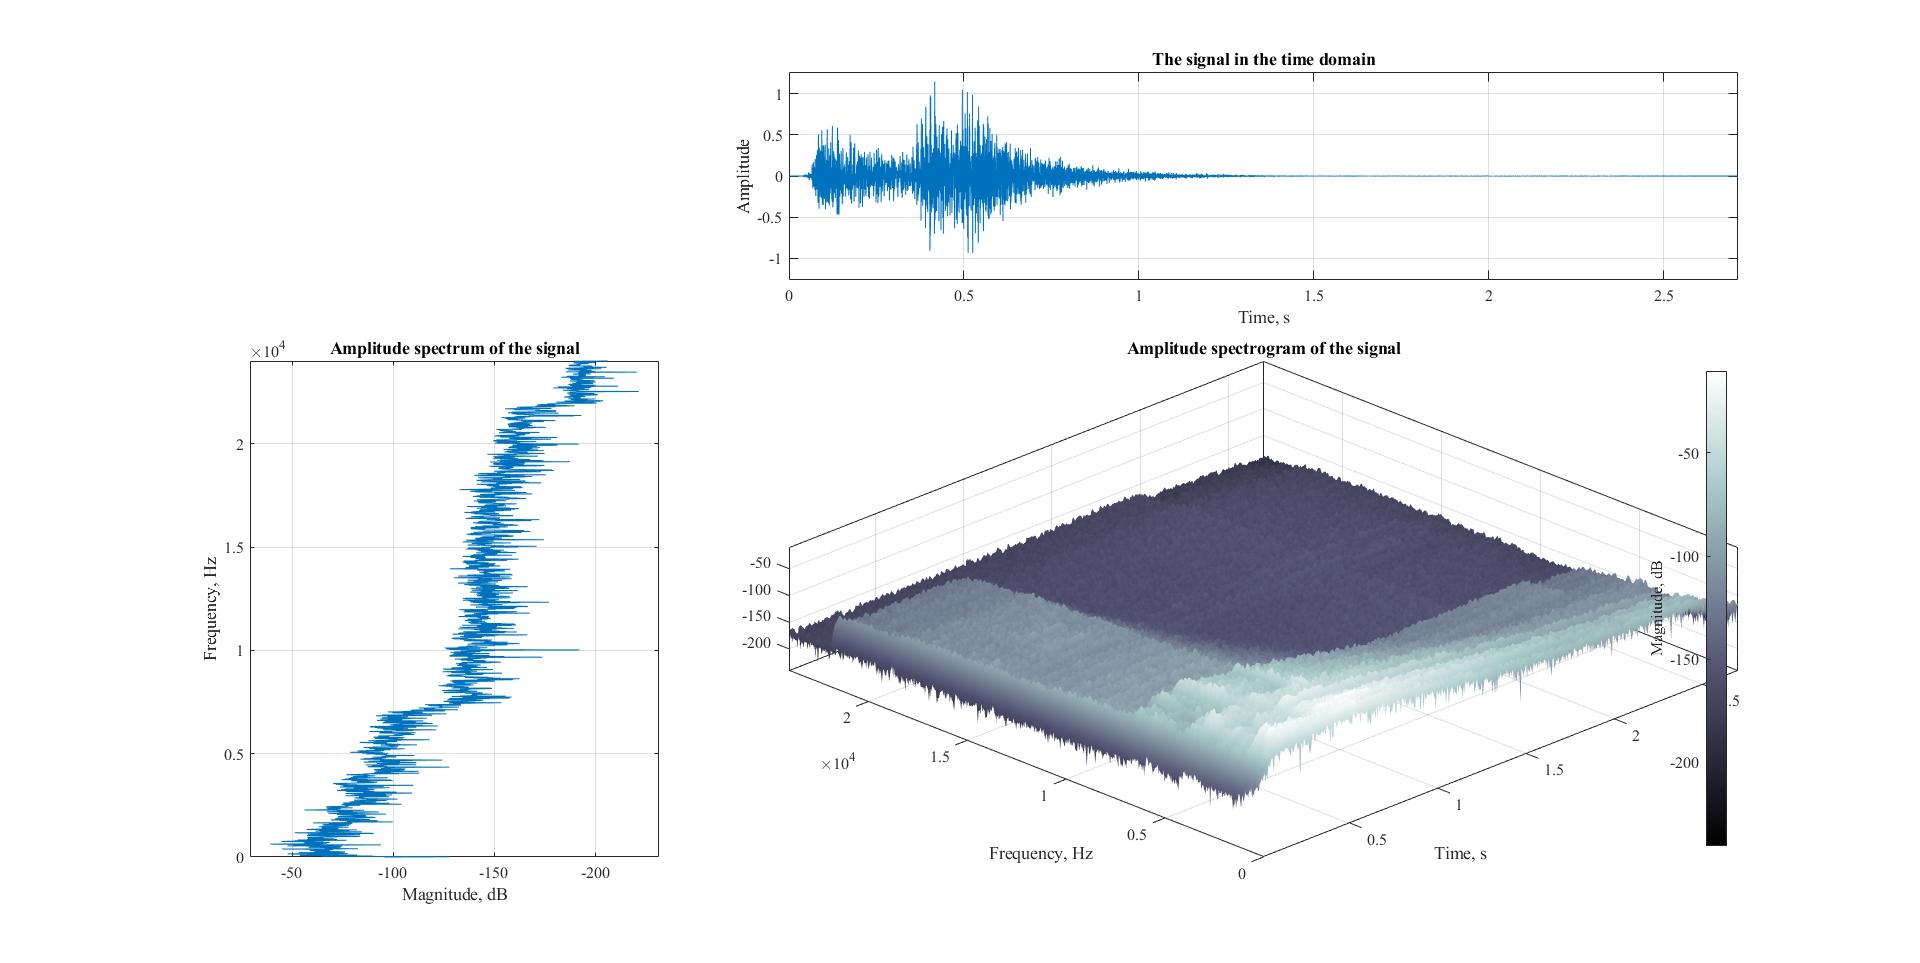 The signal in the time domain
1
0.5
0
-0.5
-1
Amplitude
0 0.5 1 1.5 2 2.5
Time, s
Amplitude spectrum of the signal
×10⁴
2
1.5
1
0.5
0
Frequency, Hz
-50 -100 -150 -200
Magnitude, dB
Amplitude spectrogram of the signal
-50
-100
-150
-200
2
1.5
1
0.5
0
×10⁴
Frequency, Hz
0.5
1
1.5
2
.5
Time, s
Magnitude, dB
-50
-100
-150
-200